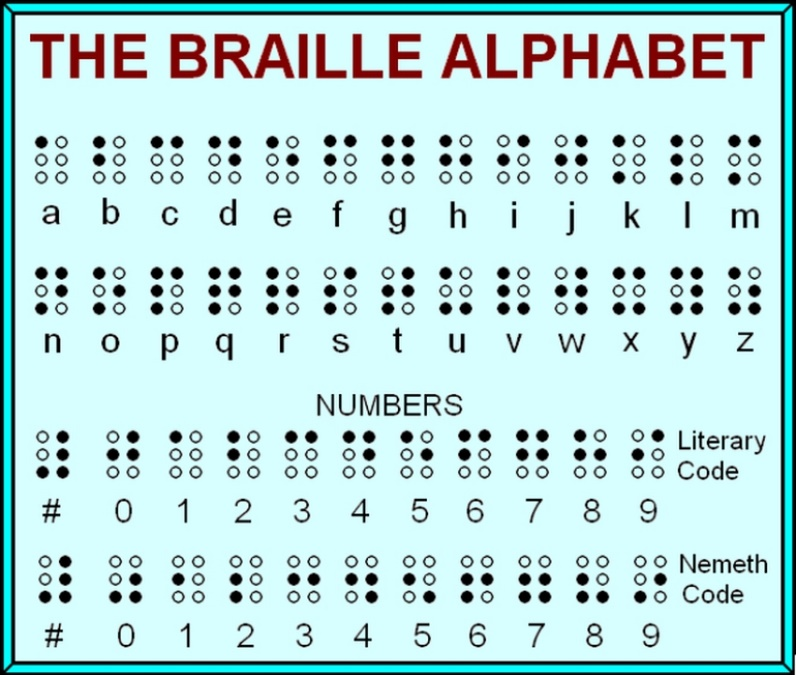 THE BRAILLE ALPHABET
a b c d e f g h i j k l m
n o p q r s t u v w x y z
NUMBERS
Literary
Code
# 0 1 2 3 4 5 6 7 8 9
Nemeth
Code
# 0 1 2 3 4 5 6 7 8 9